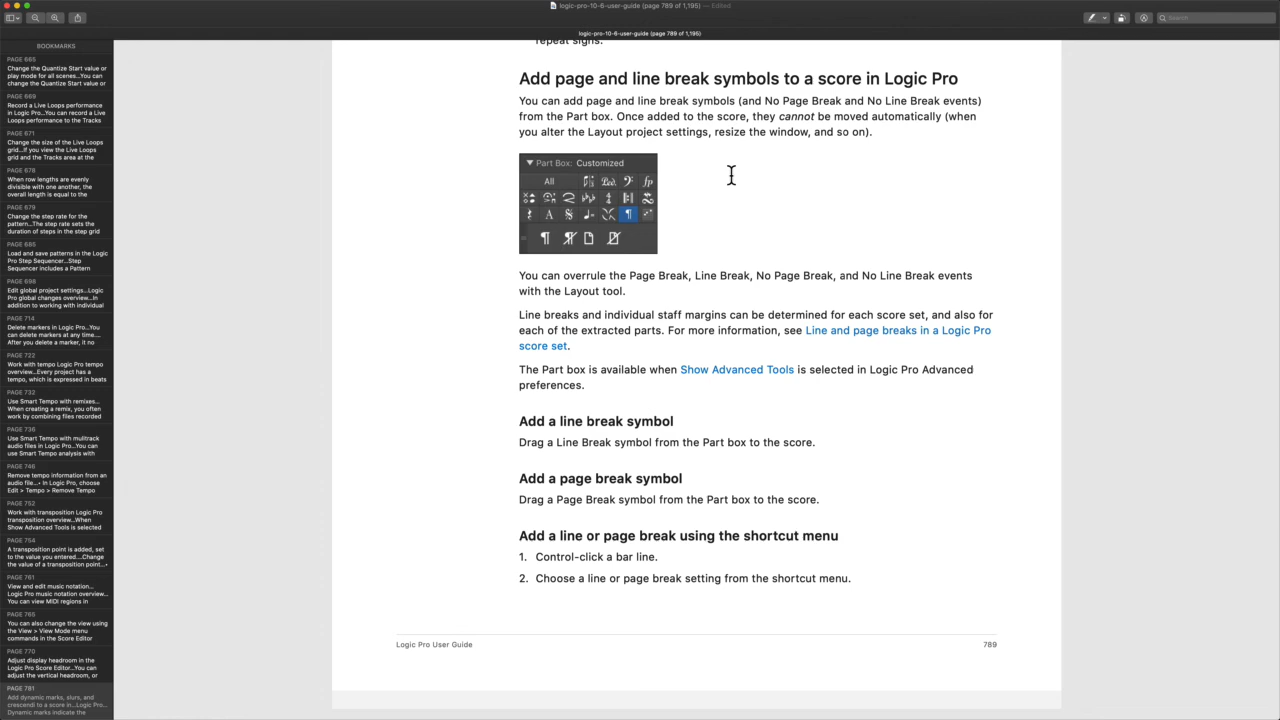 logic-pro-10-6-user-guide (page 789 of 1,195) — Edited
Search
logic-pro-10-6-user-guide (page 789 of 1,195)
BOOKMARKS
PAGE 665
Change the Quantize Start value or
play mode for all scenes...You can
change the Quantize Start value or
PAGE 669
Record a Live Loops performance
in Logic Pro...You can record a Live
Loops performance to the Tracks
PAGE 671
Change the size of the Live Loops
grid...If you view the Live Loops
grid and the Tracks area at the
PAGE 678
When row lengths are evenly
divisible with one another, the
overall length is equal to the
PAGE 679
Change the step rate for the
pattern...The step rate sets the
duration of steps in the step grid
PAGE 685
Load and save patterns in the Logic
Pro Step Sequencer...Step
Sequencer includes a Pattern
PAGE 698
Edit global project settings...Logic
Pro global changes overview...In
addition to working with individual
PAGE 714
Delete markers in Logic Pro...You
can delete markers at any time....
After you delete a marker, it no
PAGE 722
Work with tempo Logic Pro tempo
overview...Every project has a
tempo, which is expressed in beats
PAGE 732
Use Smart Tempo with remixes...
When creating a remix, you often
work by combining files recorded
PAGE 736
Use Smart Tempo with multitrack
audio files in Logic Pro...You can
use Smart Tempo analysis with
PAGE 746
Remove tempo information from an
audio file...• In Logic Pro, choose
Edit > Tempo > Remove Tempo
PAGE 752
Work with transposition Logic Pro
transposition overview...When
Show Advanced Tools is selected
PAGE 754
A transposition point is added, set
to the value you entered....Change
the value of a transposition point...•
PAGE 761
View and edit music notation...
Logic Pro music notation overview...
You can view MIDI regions in
PAGE 765
You can also change the view using
the View > View Mode menu
commands in the Score Editor
PAGE 770
Adjust display headroom in the
Logic Pro Score Editor...You can
adjust the vertical headroom, or
PAGE 781
Add dynamic marks, slurs, and
crescendi to a score in...Logic Pro...
Dynamic marks indicate the
repeat signs.
Add page and line break symbols to a score in Logic Pro
You can add page and line break symbols (and No Page Break and No Line Break events)
from the Part box. Once added to the score, they cannot be moved automatically (when
you alter the Layout project settings, resize the window, and so on).
Part Box: Customized
All
You can overrule the Page Break, Line Break, No Page Break, and No Line Break events
with the Layout tool.
Line breaks and individual staff margins can be determined for each score set, and also for
each of the extracted parts. For more information, see Line and page breaks in a Logic Pro
score set.
The Part box is available when Show Advanced Tools is selected in Logic Pro Advanced
preferences.
Add a line break symbol
Drag a Line Break symbol from the Part box to the score.
Add a page break symbol
Drag a Page Break symbol from the Part box to the score.
Add a line or page break using the shortcut menu
1. Control-click a bar line.
2. Choose a line or page break setting from the shortcut menu.
Logic Pro User Guide 789